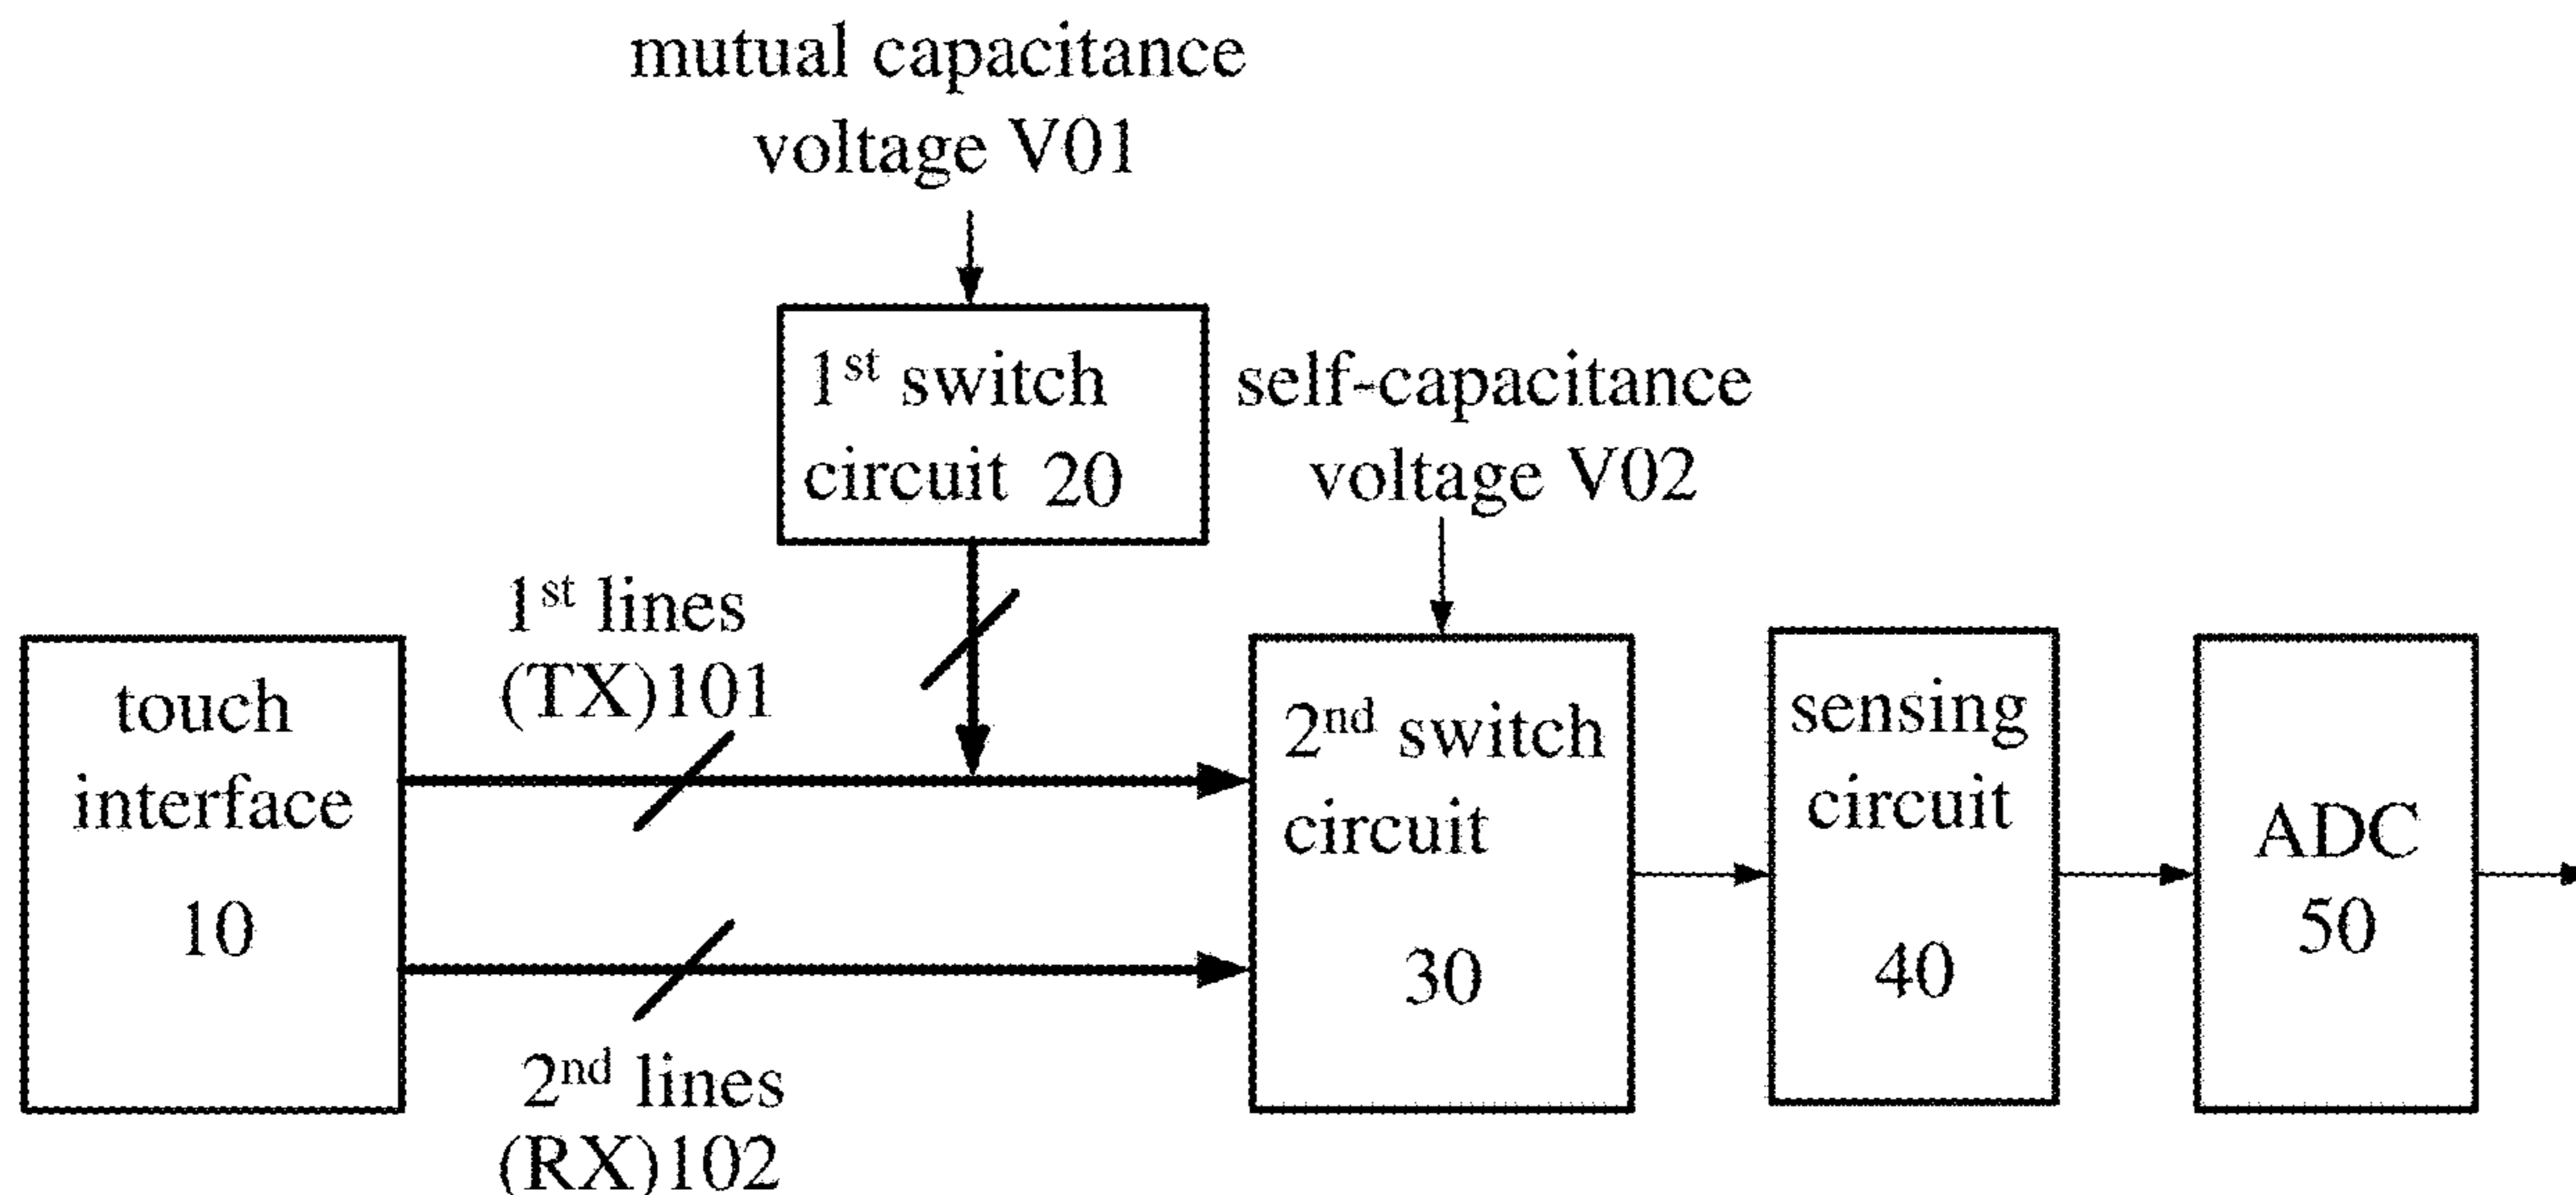 mutual capacitance
voltage V01
1st switch
circuit 20
self-capacitance
voltage V02
1st lines
(TX)101
touch
interface
10
2nd lines
(RX)102
2nd switch
circuit
30
sensing
circuit
40
ADC
50